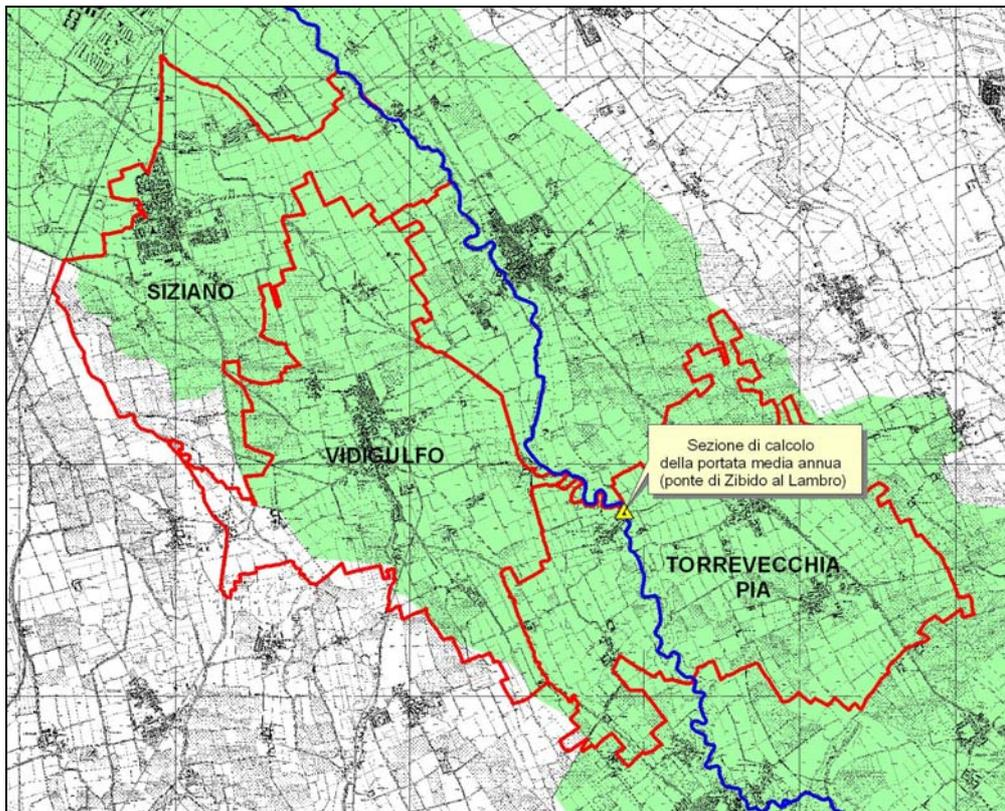 SIZIANO
VIDIGULFO
Sezione di calcolo
della portata media annua
(ponte di Zibido al Lambro)
TORREVECCHIA
PIA